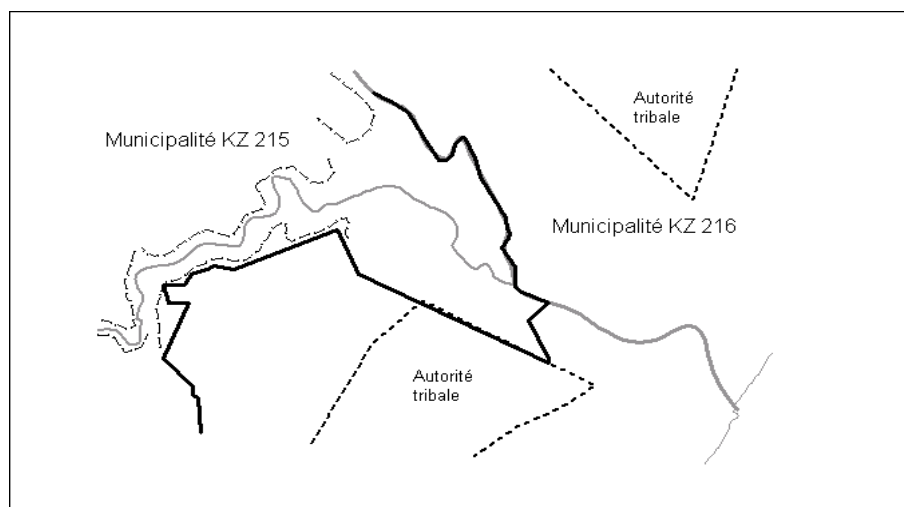 Autorité
tribale
Municipalité KZ 215
Municipalité KZ 216
Autorité
tribale